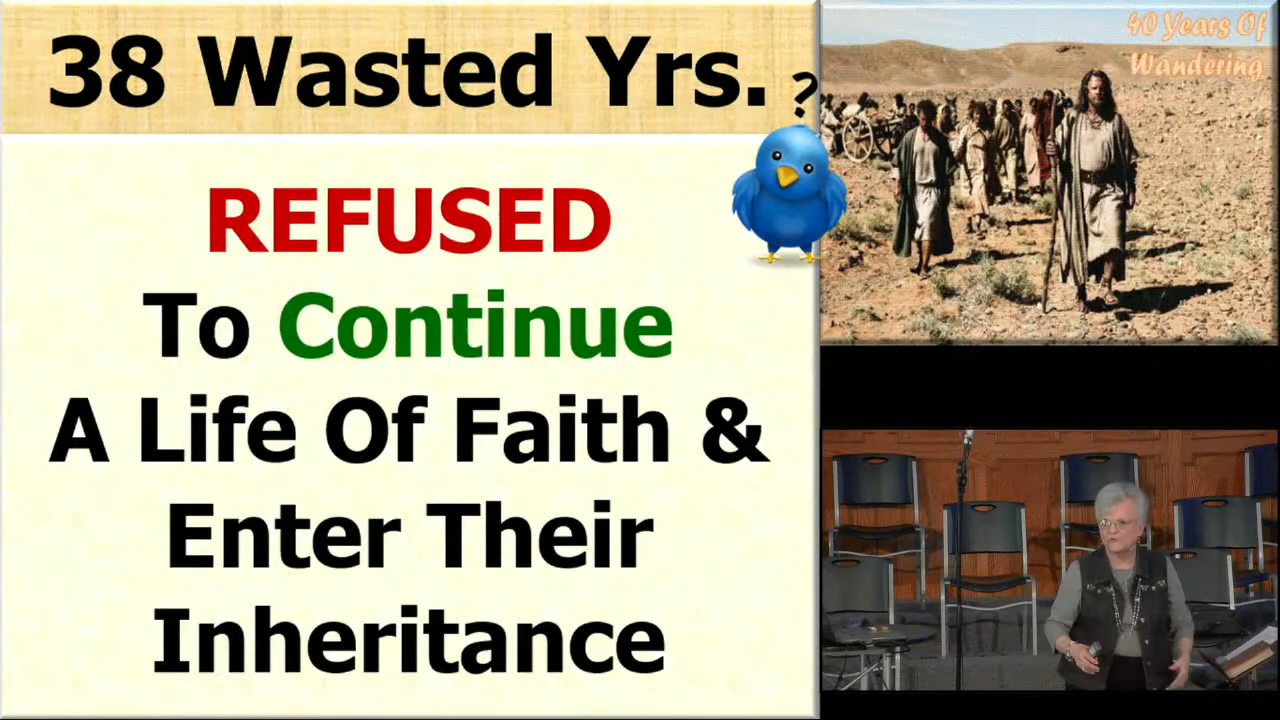 38 Wasted Yrs. ?
REFUSED
To Continue
A Life Of Faith &
Enter Their
Inheritance
40 Years Of
Wandering